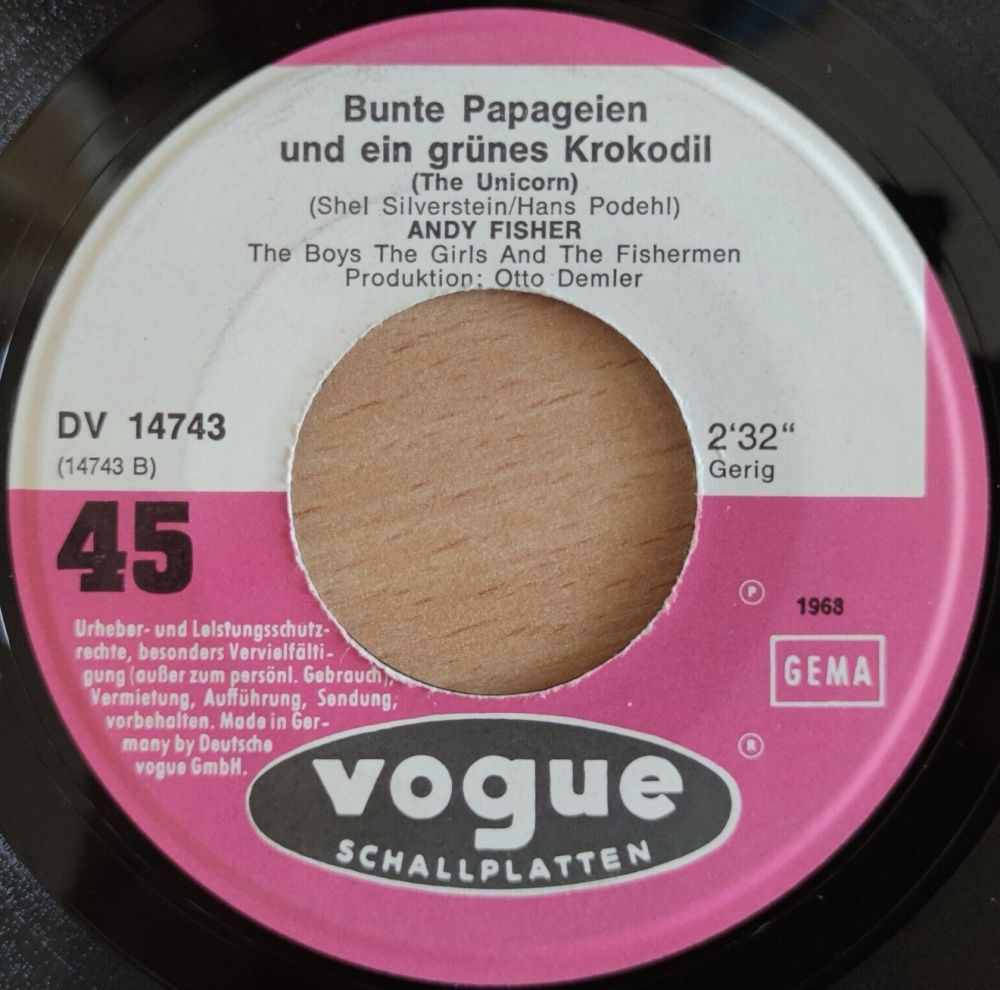 Bunte Papageien
und ein grünes Krokodil
(The Unicorn)
(Shel Silverstein/Hans Podehl)
ANDY FISHER
The Boys The Girls And The Fishermen
Produktion: Otto Demler
DV 14743
(14743 B)
2‘32“
Gerig
45
Urheber- und Leistungsschutz-
rechte, besonders Vervielfälti-
gung (außer zum persönl. Gebrauch),
Vermietung, Aufführung, Sendung,
vorbehalten. Made in Ger-
many by Deutsche
vogue GmbH.
Ⓟ 1968
GEMA
®
vogue
SCHALLPLATTEN